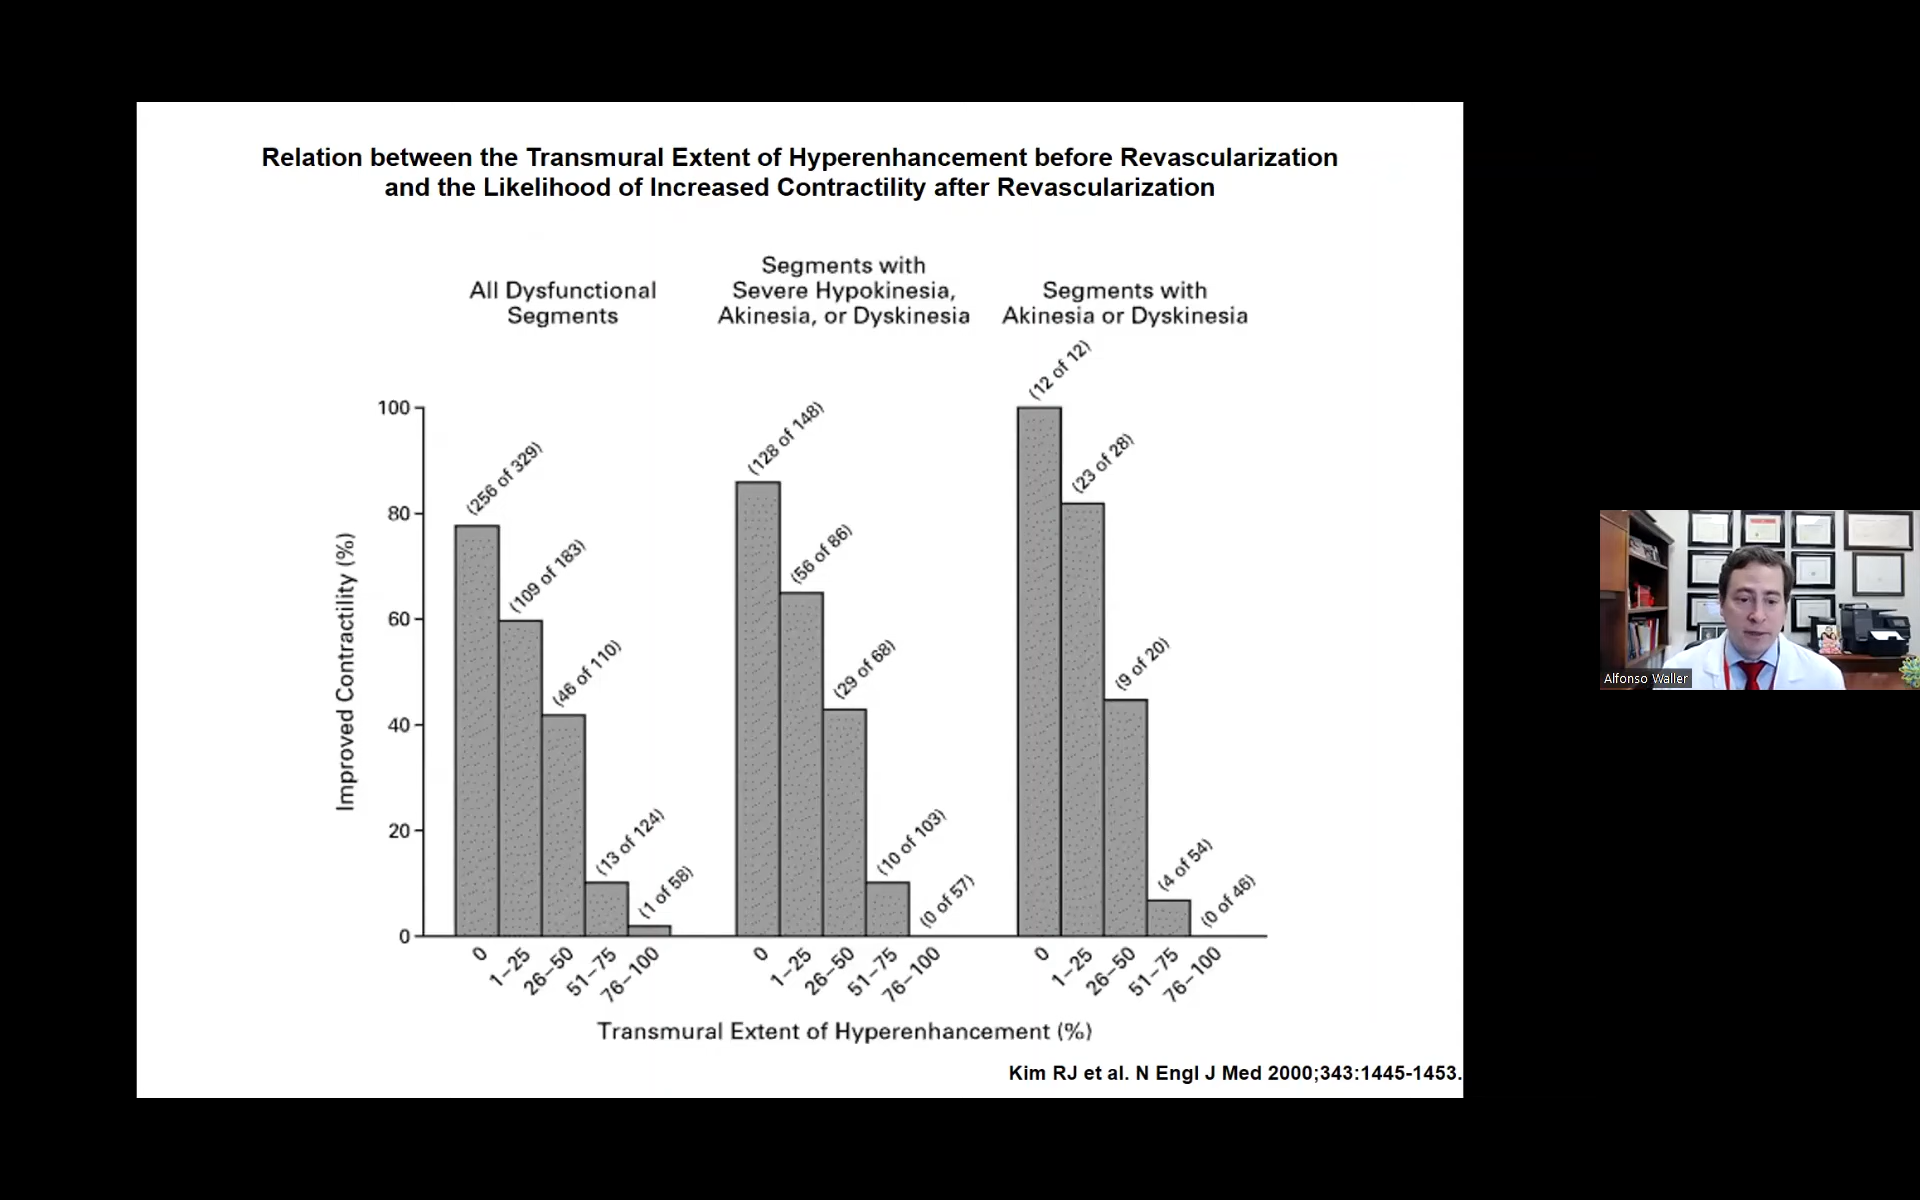 Relation between the Transmural Extent of Hyperenhancement before Revascularization
and the Likelihood of Increased Contractility after Revascularization
All Dysfunctional
Segments
Segments with
Severe Hypokinesia,
Akinesia, or Dyskinesia
Segments with
Akinesia or Dyskinesia
Improved Contractility (%)
100
80
60
40
20
0
(256 of 329)
(109 of 183)
(46 of 110)
(13 of 124)
(1 of 58)
(128 of 148)
(56 of 86)
(29 of 68)
(10 of 103)
(0 of 57)
(12 of 12)
(23 of 28)
(9 of 20)
(4 of 54)
(0 of 46)
0
1–25
26–50
51–75
76–100
0
1–25
26–50
51–75
76–100
0
1–25
26–50
51–75
76–100
Transmural Extent of Hyperenhancement (%)
Kim RJ et al. N Engl J Med 2000;343:1445-1453.
Alfonso Waller